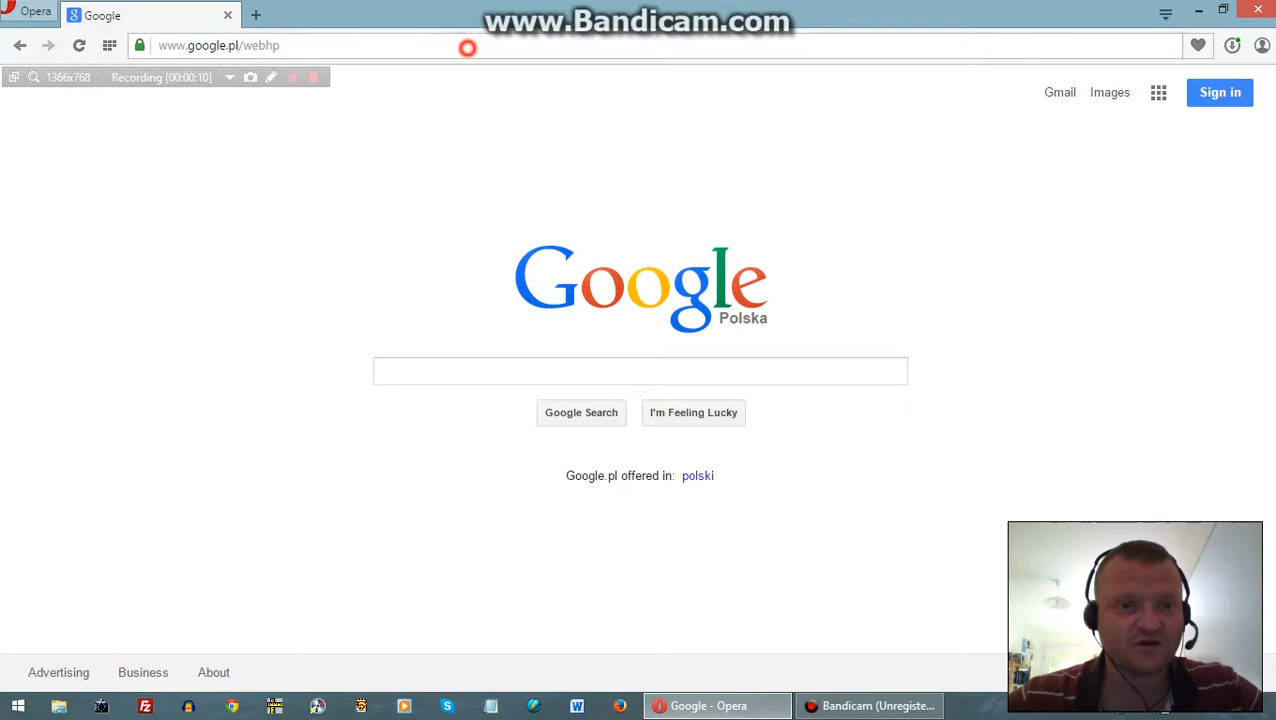 Opera
Google
www.Bandicam.com
www.google.pl/webhp
1366x768 Recording [00:00:10]
Gmail Images Sign in
Google
Polska
Google Search I'm Feeling Lucky
Google.pl offered in: polski
Advertising Business About
Google - Opera Bandicam (Unregiste...